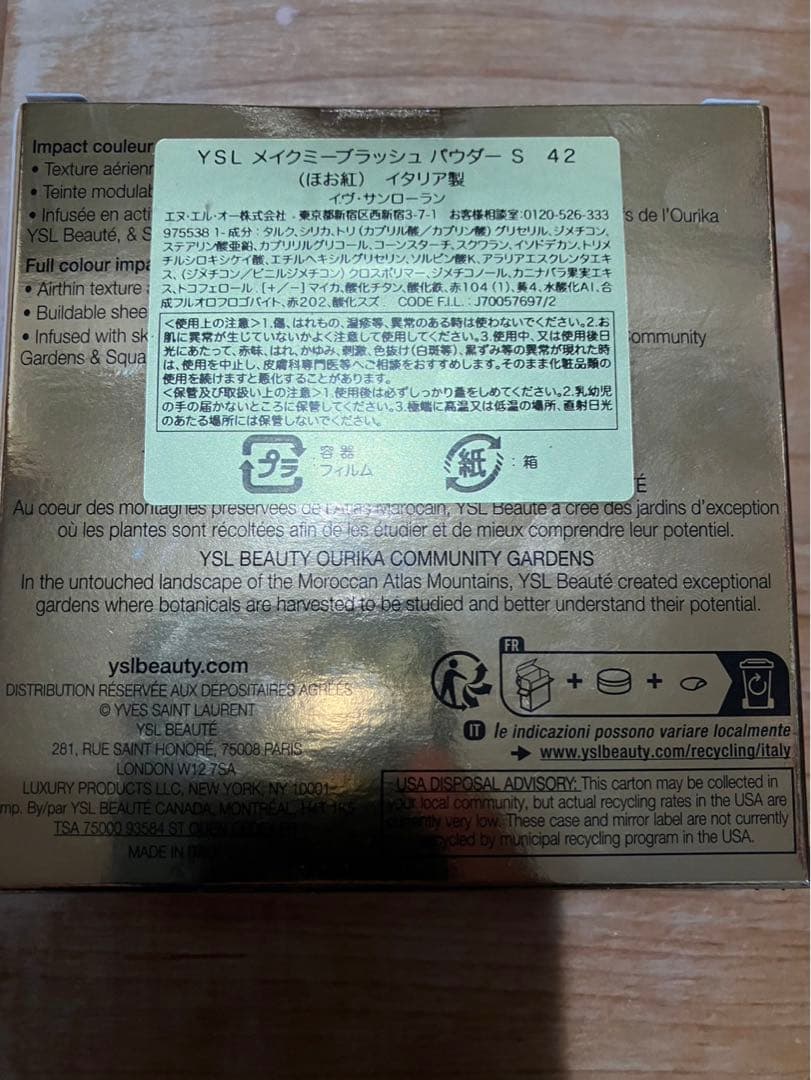 Impact couleur
• Texture aérienn
• Teinte modulab
• Infusée en acti
fs de l'Ourika
YSL Beauté, & S
Full colour impa
• Airthin texture
• Buildable shee
• Infused with sk
ommunity
Gardens & Squa
YSL メイクミーブラッシュ パウダー S 42
(ほお紅) イタリア製
イヴ・サンローラン
エヌ・エル・オー株式会社・東京都新宿区西新宿3-7-1 お客様相談室:0120-526-333
975538 1-成分:タルク、シリカ、トリ(カプリル酸/カプリン酸)グリセリル、ジメチコン、
ステアリン酸亜鉛、カプリリルグリコール、コーンスターチ、スクワラン、イソドデカン、トリメ
チルシロキシケイ酸、エチルヘキシルグリセリン、ソルビン酸K、アラリアエスクレンタエキ
ス、(ジメチコン/ビニルジメチコン)クロスポリマー、ジメチコノール、カニナバラ果実エキ
ス、トコフェロール.[+/−]マイカ、酸化チタン、酸化鉄、赤104(1)、黄4、水酸化Al、合
成フルオロフロゴパイト、赤202、酸化スズ. CODE F.I.L.:J70057697/2
<使用上の注意>1.傷、はれもの、湿疹等、異常のある時は使わないでください。2.お
肌に異常が生じていないかよく注意して使用してください。3.使用中、又は使用後日
光にあたって、赤味、はれ、かゆみ、刺激、色抜け(白斑等)、黒ずみ等の異常が現れた時
は、使用を中止し、皮膚科専門医等へご相談をおすすめします。そのまま化粧品類の
使用を続けますと悪化することがあります。
<保管及び取扱い上の注意>1.使用後は必ずしっかり蓋をしめてください。2.乳幼児
の手の届かないところに保管してください。3.極端に高温又は低温の場所、直射日光
のあたる場所には保管しないでください。
プラ 容器 フィルム 紙 :箱
É
Au coeur des montagnes préservées de l'Atlas Marocain, YSL Beauté a créé des jardins d'exception
où les plantes sont récoltées afin de les étudier et de mieux comprendre leur potentiel.
YSL BEAUTY OURIKA COMMUNITY GARDENS
In the untouched landscape of the Moroccan Atlas Mountains, YSL Beauté created exceptional
gardens where botanicals are harvested to be studied and better understand their potential.
yslbeauty.com
DISTRIBUTION RÉSERVÉE AUX DÉPOSITAIRES AGRÉÉS
© YVES SAINT LAURENT
YSL BEAUTÉ
281, RUE SAINT HONORÉ, 75008 PARIS
LONDON W12 7SA
LUXURY PRODUCTS LLC, NEW YORK, NY 10001
mp. By/par YSL BEAUTÉ CANADA, MONTRÉAL,
TSA 75000 93584 ST OUEN
MADE IN
FR
+ +
IT le indicazioni possono variare localmente
➔ www.yslbeauty.com/recycling/italy
USA DISPOSAL ADVISORY: This carton may be collected in
your local community, but actual recycling rates in the USA are
very low. These case and mirror label are not currently
recycled by municipal recycling program in the USA.